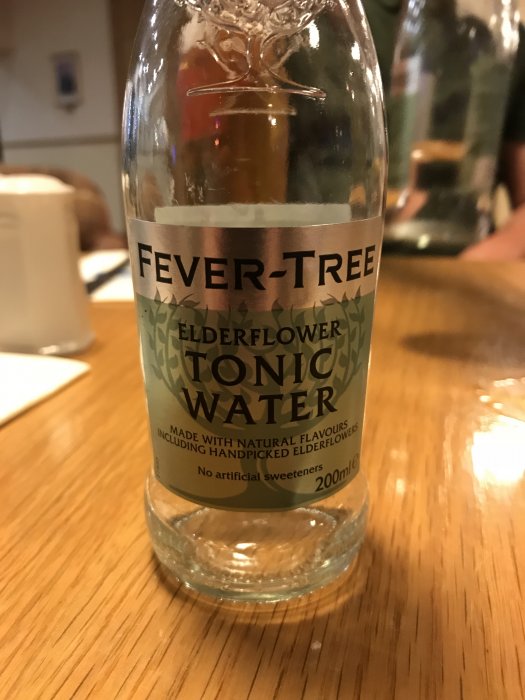 FEVER-TREE
ELDERFLOWER
TONIC
WATER
MADE WITH NATURAL FLAVOURS
INCLUDING HANDPICKED ELDERFLOWERS
No artificial sweeteners
200ml e